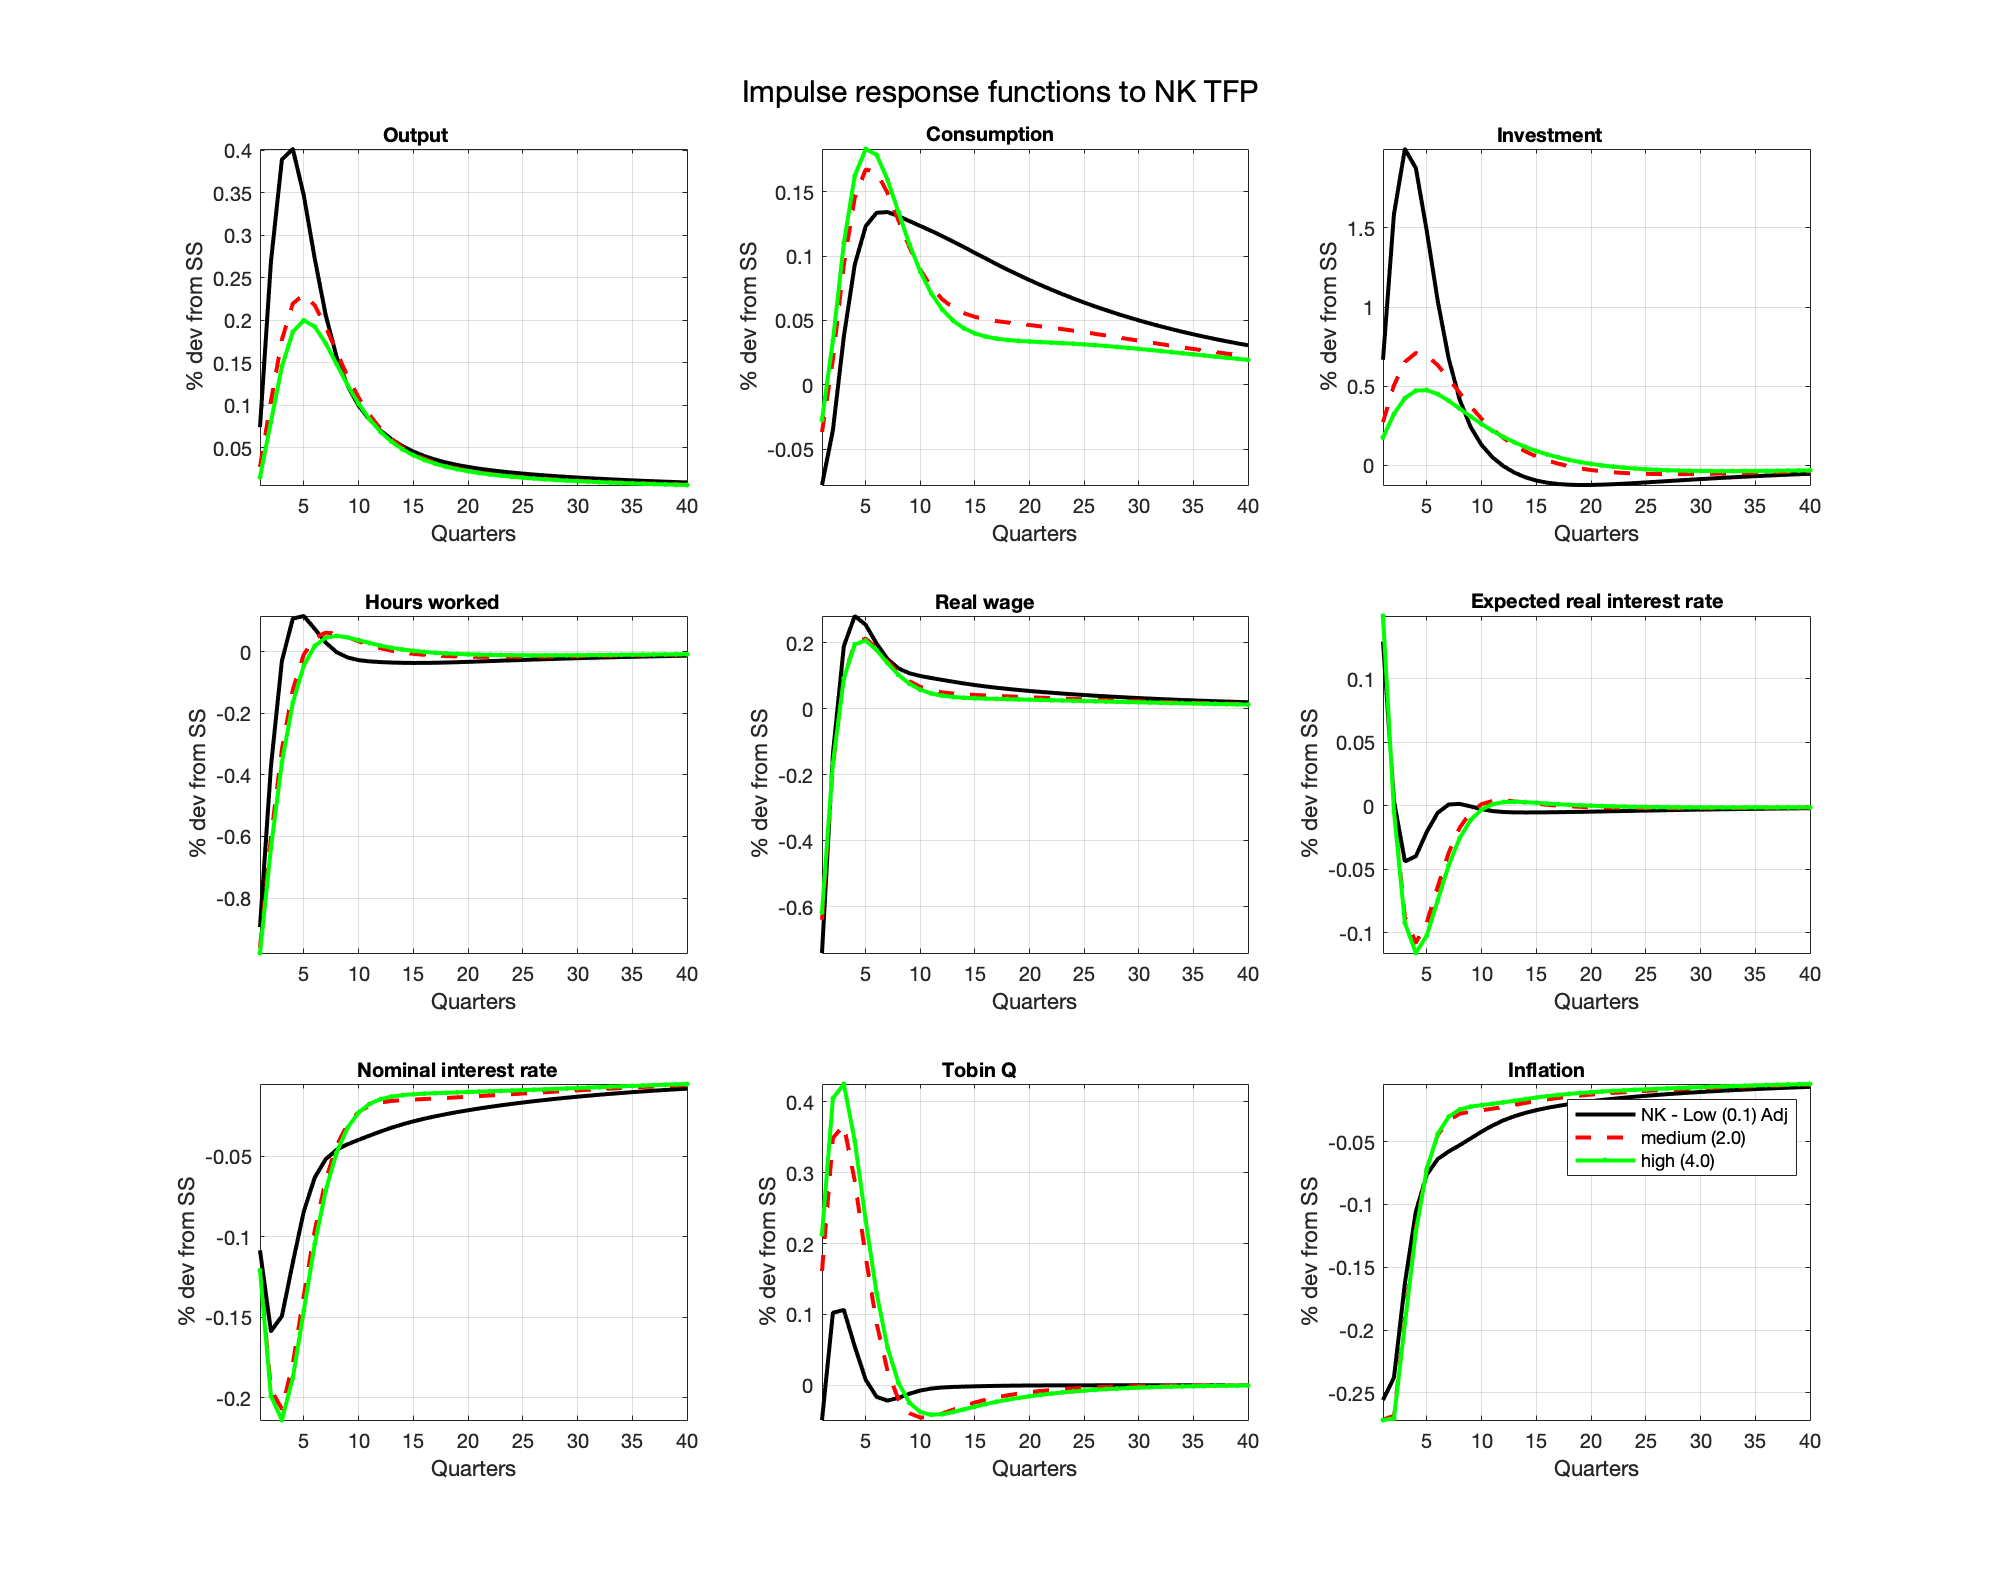 Impulse response functions to NK TFP
Output
% dev from SS
0.4
0.35
0.3
0.25
0.2
0.15
0.1
0.05
5 10 15 20 25 30 35 40
Quarters
Consumption
% dev from SS
0.15
0.1
0.05
0
-0.05
5 10 15 20 25 30 35 40
Quarters
Investment
% dev from SS
1.5
1
0.5
0
5 10 15 20 25 30 35 40
Quarters
Hours worked
% dev from SS
0
-0.2
-0.4
-0.6
-0.8
5 10 15 20 25 30 35 40
Quarters
Real wage
% dev from SS
0.2
0
-0.2
-0.4
-0.6
5 10 15 20 25 30 35 40
Quarters
Expected real interest rate
% dev from SS
0.1
0.05
0
-0.05
-0.1
5 10 15 20 25 30 35 40
Quarters
Nominal interest rate
% dev from SS
-0.05
-0.1
-0.15
-0.2
5 10 15 20 25 30 35 40
Quarters
Tobin Q
% dev from SS
0.4
0.3
0.2
0.1
0
5 10 15 20 25 30 35 40
Quarters
Inflation
% dev from SS
-0.05
-0.1
-0.15
-0.2
-0.25
NK - Low (0.1) Adj
medium (2.0)
high (4.0)
5 10 15 20 25 30 35 40
Quarters